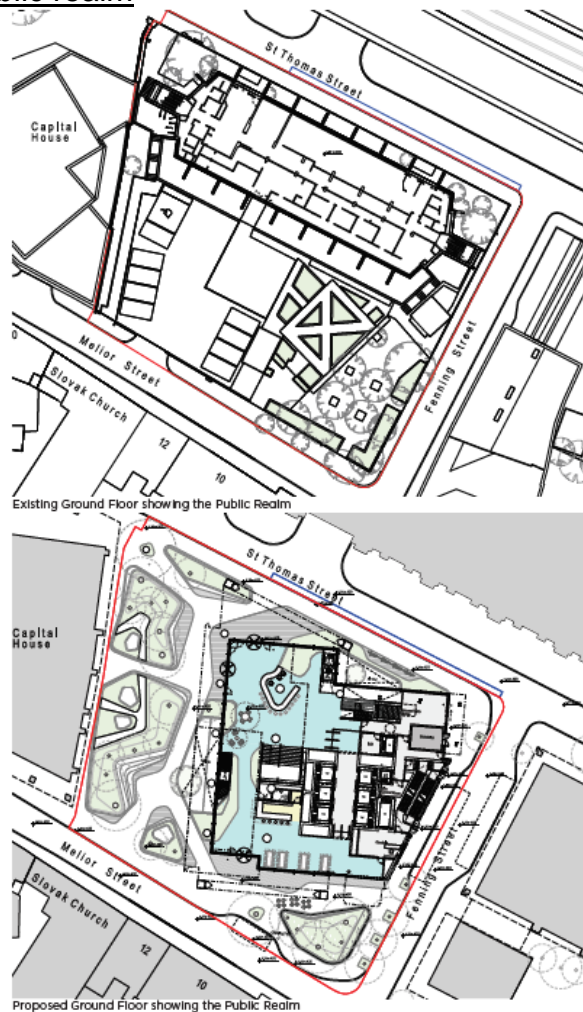 blic realm
St Thomas Street
Capital
House
Fenning Street
Mellor Street
Slovak Church
12
10
Existing Ground Floor showing the Public Realm
St Thomas Street
Capital
House
Fenning Street
Mellor Street
Slovak Church
12
10
Proposed Ground Floor showing the Public Realm